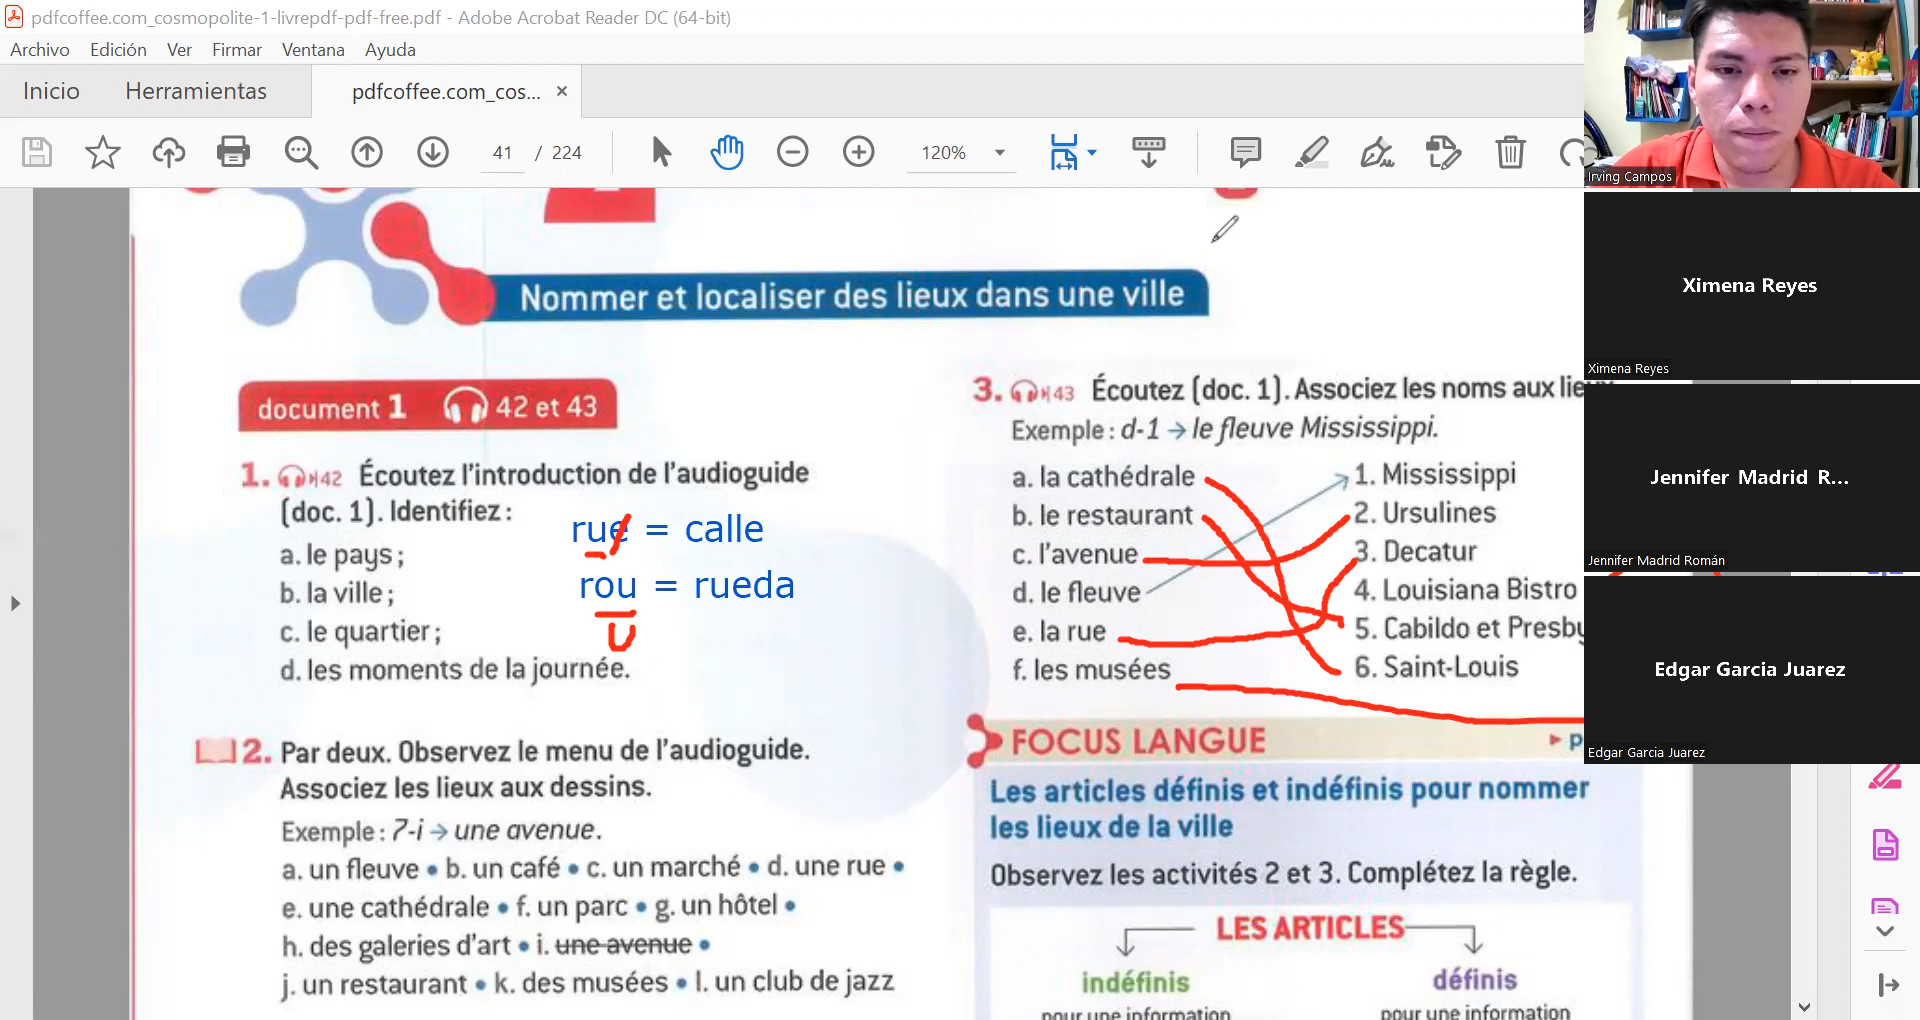 pdfcoffee.com_cosmopolite-1-livrepdf-pdf-free.pdf - Adobe Acrobat Reader DC (64-bit)
Archivo Edición Ver Firmar Ventana Ayuda
Inicio Herramientas pdfcoffee.com_cos... ×
41 / 224 120%
Nommer et localiser des lieux dans une ville
document 1 42 et 43
1. 42 Écoutez l'introduction de l'audioguide
(doc. 1). Identifiez :
a. le pays ;
b. la ville ;
c. le quartier ;
d. les moments de la journée.
rue = calle
rou = rueda
U
2. Par deux. Observez le menu de l'audioguide.
Associez les lieux aux dessins.
Exemple : 7-i → une avenue.
a. un fleuve • b. un café • c. un marché • d. une rue •
e. une cathédrale • f. un parc • g. un hôtel •
h. des galeries d'art • i. une avenue •
j. un restaurant • k. des musées • l. un club de jazz
3. 43 Écoutez (doc. 1). Associez les noms aux
Exemple : d-1 → le fleuve Mississippi.
a. la cathédrale
b. le restaurant
c. l'avenue
d. le fleuve
e. la rue
f. les musées
1. Mississippi
2. Ursulines
3. Decatur
4. Louisiana Bistro
5. Cabildo et
6. Saint-Louis
FOCUS LANGUE
Les articles définis et indéfinis pour nommer
les lieux de la ville
Observez les activités 2 et 3. Complétez la règle.
LES ARTICLES
indéfinis définis
pour une information pour une information
Irving Campos
Ximena Reyes
Ximena Reyes
Jennifer Madrid R...
Jennifer Madrid Román
Edgar Garcia Juarez
Edgar Garcia Juarez